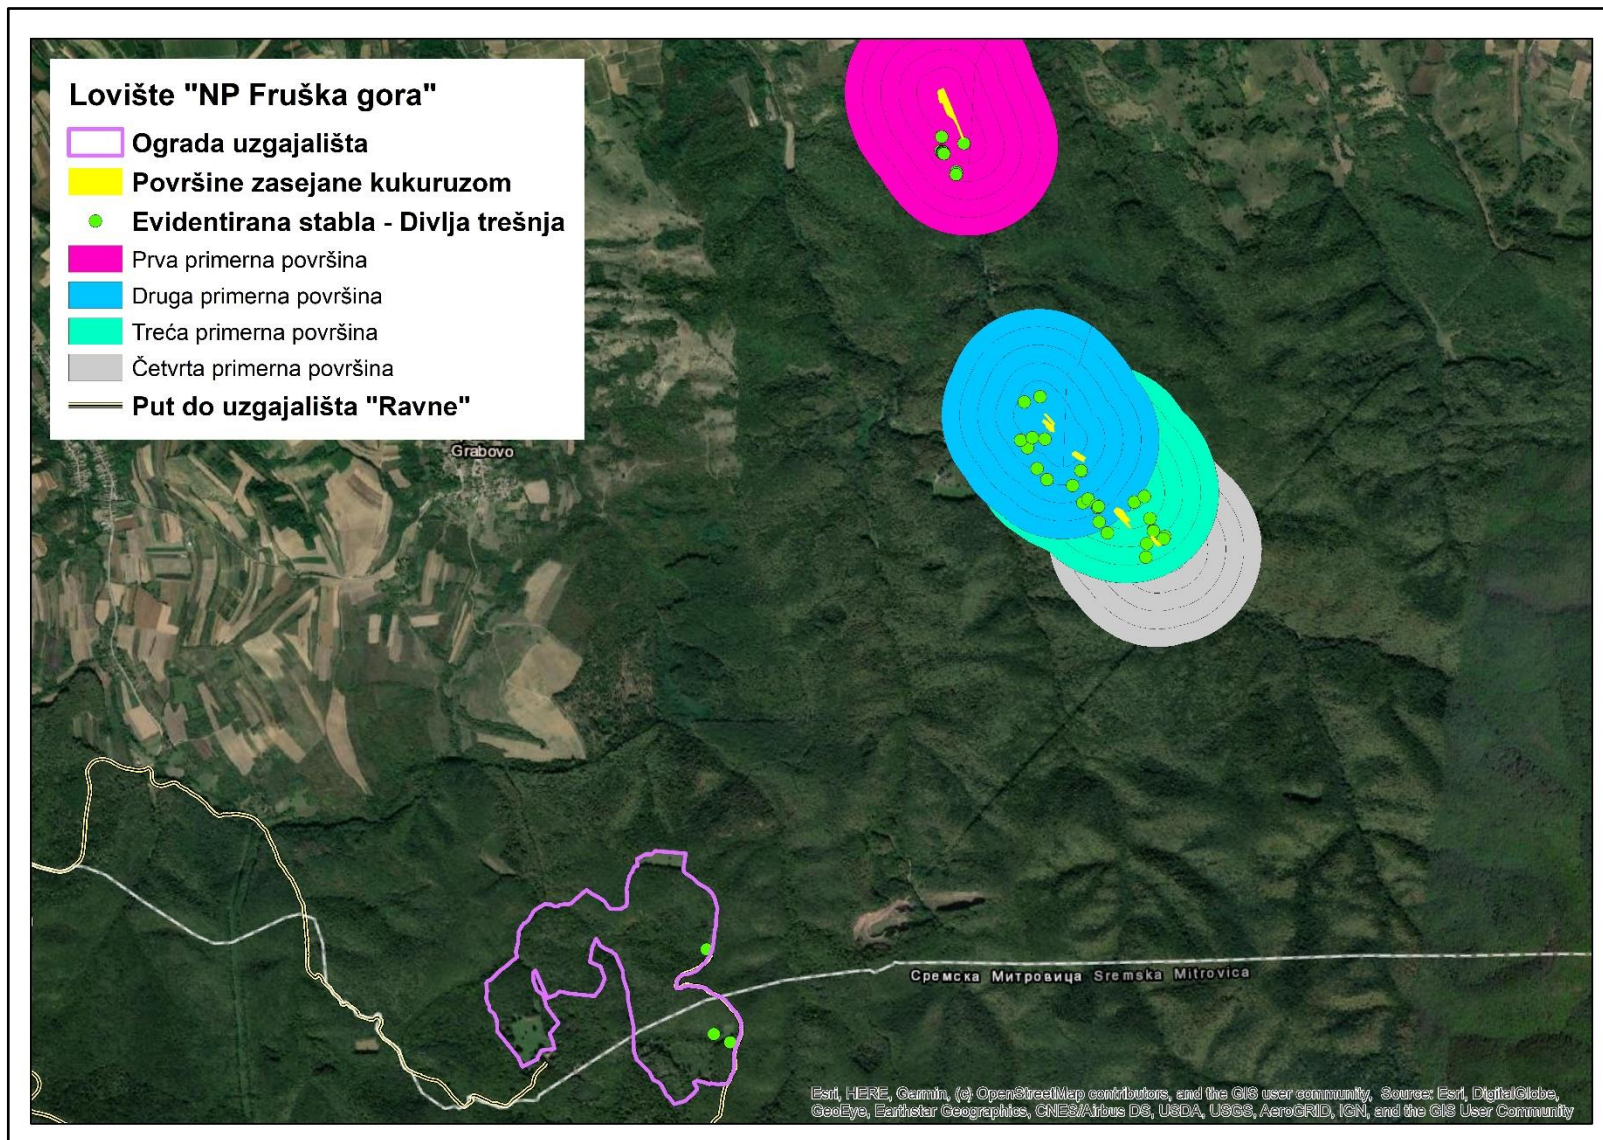 Lovište "NP Fruška gora"
Ograda uzgajališta
Površine zasejane kukuruzom
Evidentirana stabla - Divlja trešnja
Prva primerna površina
Druga primerna površina
Treća primerna površina
Četvrta primerna površina
Put do uzgajališta "Ravne"
Grabovo
Сремска Митровица Sremska Mitrovica
Esri, HERE, Garmin, (c) OpenStreetMap contributors, and the GIS user community, Source: Esri, DigitalGlobe,
GeoEye, Earthstar Geographics, CNES/Airbus DS, USDA, USGS, AeroGRID, IGN, and the GIS User Community